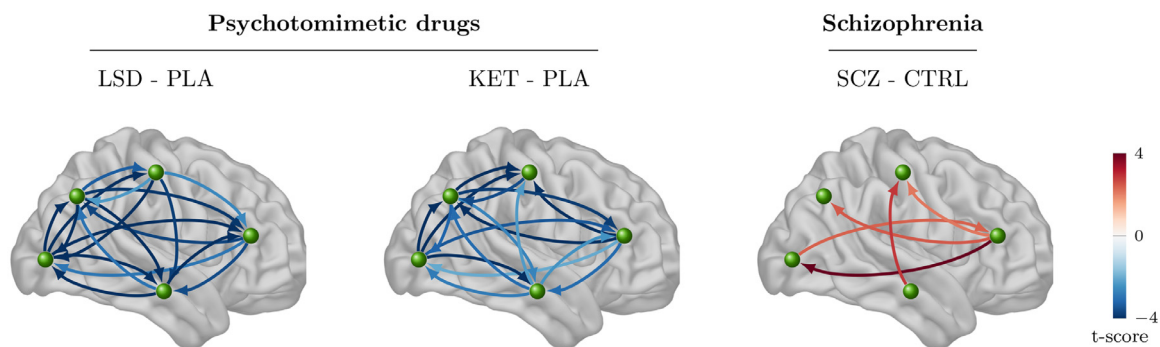 Psychotomimetic drugs
Schizophrenia
LSD - PLA
KET - PLA
SCZ - CTRL
4
0
−4
t-score